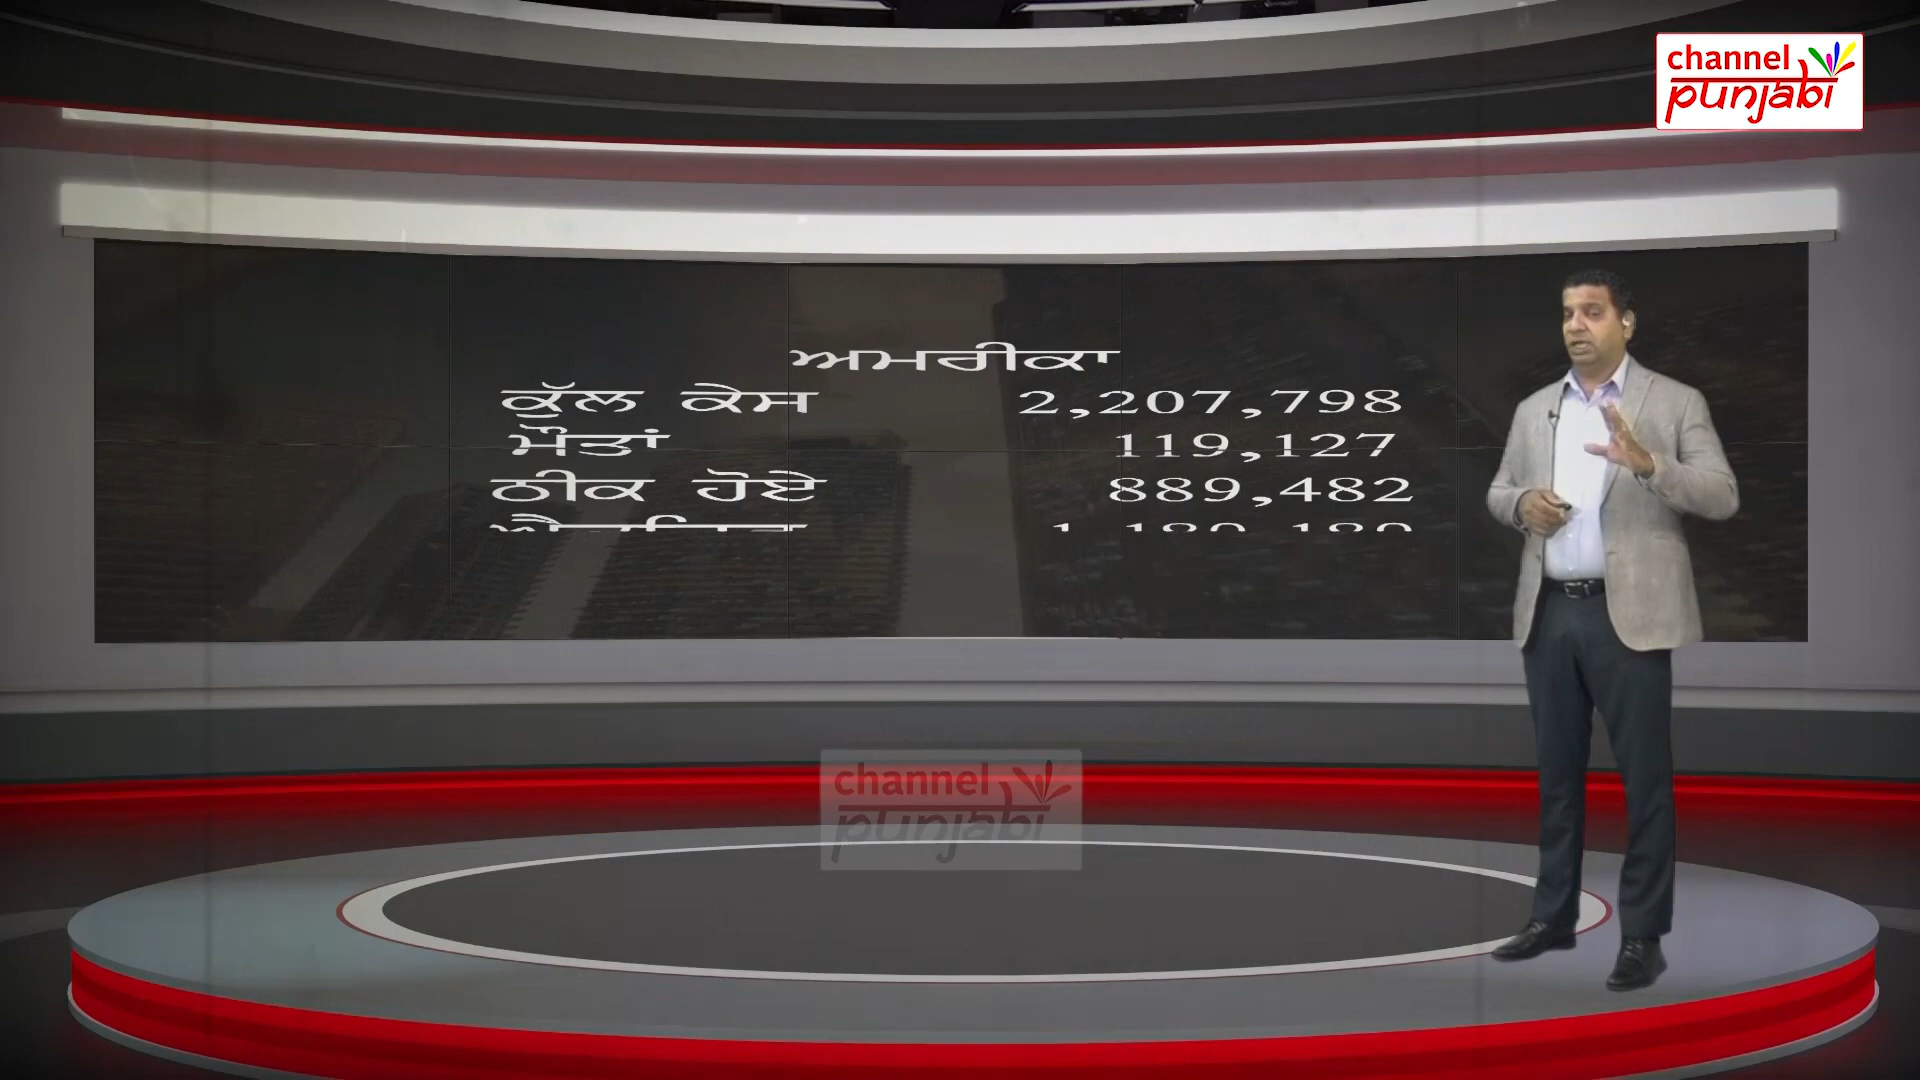 channel
punjabi
ਅਮਰੀਕਾ
ਕੁੱਲ ਕੇਸ 2,207,798
ਮੌਤਾਂ 119,127
ਠੀਕ ਹੋਏ 889,482
channel
punjabi